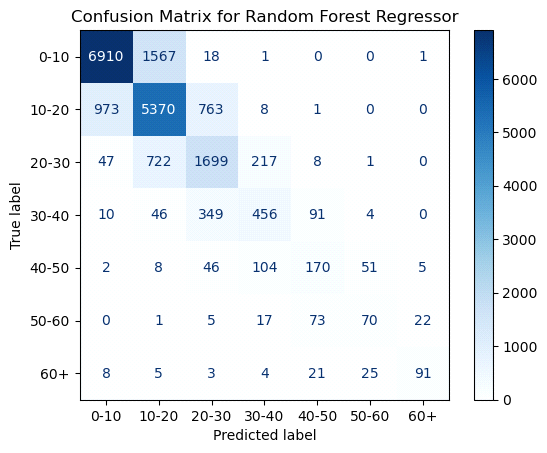 Confusion Matrix for Random Forest Regressor
True label
0-10 6910 1567 18 1 0 0 1
10-20 973 5370 763 8 1 0 0
20-30 47 722 1699 217 8 1 0
30-40 10 46 349 456 91 4 0
40-50 2 8 46 104 170 51 5
50-60 0 1 5 17 73 70 22
60+ 8 5 3 4 21 25 91
0-10 10-20 20-30 30-40 40-50 50-60 60+
Predicted label
6000
5000
4000
3000
2000
1000
0